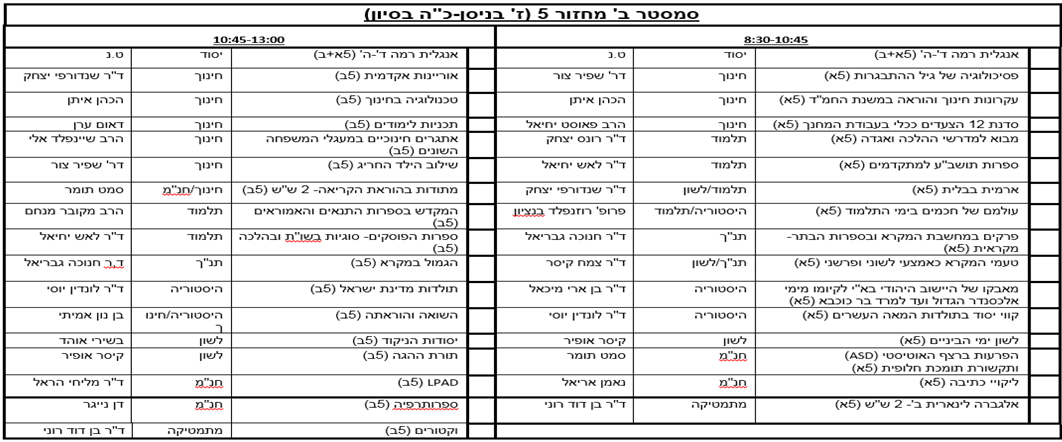 סמסטר ב' מחזור 5 (ז' בניסן-כ"ה בסיון)
8:30-10:45
אנגלית רמה ד'-ה' (5א+ב) יסוד ט.נ
פסיכולוגיה של גיל ההתבגרות (5א) חינוך דר' שפיר צור
עקרונות חינוך והוראה במשנת החמ"ד (5א) חינוך הכהן איתן
סדנת 12 הצעדים ככלי בעבודת המחנך (5א) חינוך הרב פאוסט יחיאל
מבוא למדרשי ההלכה ואגדה (5א) תלמוד ד"ר רונס יצחק
ספרות תושב"ע למתקדמים (5א) תלמוד ד"ר לאש יחיאל
ארמית בבלית (5א) תלמוד/לשון ד"ר שנדורפי יצחק
עולמם של חכמים בימי התלמוד (5א) היסטוריה/תלמוד פרופ' רוזנפלד בנציון
פרקים במחשבת המקרא ובספרות הבתר-
מקראית (5א) תנ"ך ד"ר חנוכה גבריאל
טעמי המקרא כאמצעי לשוני ופרשני (5א) תנ"ך/לשון ד"ר צמח קיסר
מאבקו של היישוב היהודי בא"י לקיומו מימי
אלכסנדר הגדול ועד למרד בר כוכבא (5א) היסטוריה ד"ר בן ארי מיכאל
קווי יסוד בתולדות המאה העשרים (5א) היסטוריה ד"ר לונדין יוסי
לשון ימי הביניים (5א) לשון קיסר אופיר
הפרעות ברצף האוטיסטי (ASD)
ותקשורת תומכת חלופית (5א) חנ"מ סמט תומר
ליקויי כתיבה (5א) חנ"מ נאמן אריאל
אלגברה לינארית ב'- 2 ש"ש (5א) מתמטיקה ד"ר בן דוד רוני
10:45-13:00
אנגלית רמה ד'-ה' (5א+ב) יסוד ט.נ
אוריינות אקדמית (5ב) חינוך ד"ר שנדורפי יצחק
טכנולוגיה בחינוך (5ב) חינוך הכהן איתן
תכניות לימודים (5ב) חינוך דאום ערן
אתגרים חינוכיים במעגלי המשפחה
השונים (5ב) חינוך הרב שיינפלד אלי
שילוב הילד החריג (5ב) חינוך דר' שפיר צור
מתודות בהוראת הקריאה- 2 ש"ש (5ב) חינוך/חנ"מ סמט תומר
המקדש בספרות התנאים והאמוראים
(5ב) תלמוד הרב מקובר מנחם
ספרות הפוסקים- סוגיות בשו"ת ובהלכה
(5ב) תלמוד ד"ר לאש יחיאל
הגמול במקרא (5ב) תנ"ך ד,ר חנוכה גבריאל
תולדות מדינת ישראל (5ב) היסטוריה ד"ר לונדין יוסי
השואה והוראתה (5ב) היסטוריה/חינו
ך בן נון אמיתי
יסודות הניקוד (5ב) לשון בשירי אוהד
תורת ההגה (5ב) לשון קיסר אופיר
LPAD (5ב) חנ"מ ד"ר מליחי הראל
ספרותרפיה (5ב) חנ"מ דן נייגר
וקטורים (5ב) מתמטיקה ד"ר בן דוד רוני